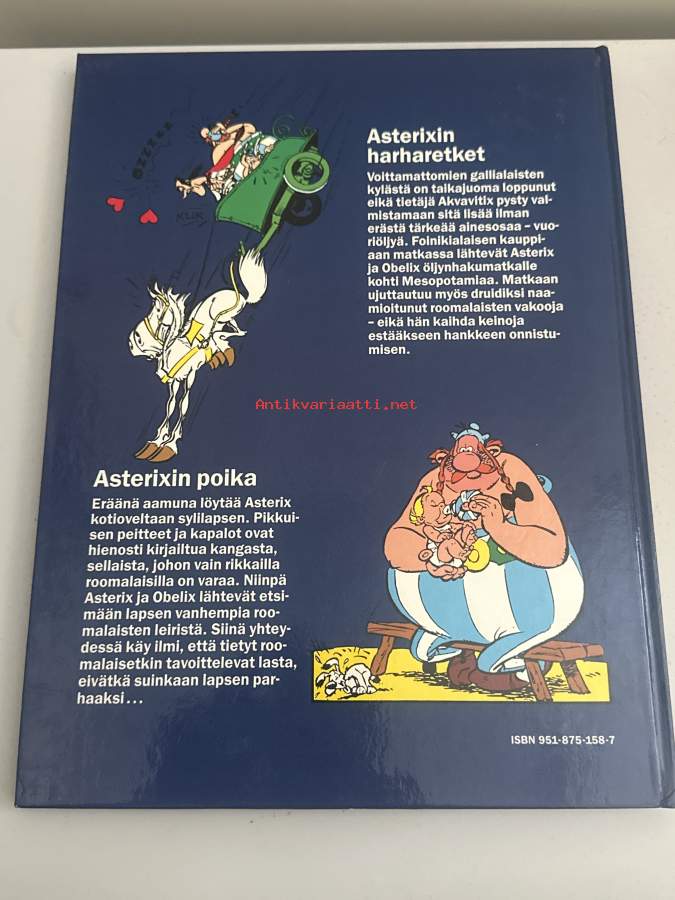 Asterixin
harharetket
Voittamattomien gallialaisten
kylästä on taikajuoma loppunut
eikä tietäjä Akvavitix pysty val-
mistamaan sitä lisää ilman
erästä tärkeää ainesosaa – vuo-
riöljyä. Foinikialaisen kauppi-
aan matkassa lähtevät Asterix
ja Obelix öljynhakumatkalle
kohti Mesopotamiaa. Matkaan
ujuttautuu myös druidiksi naa-
mioitunut roomalaisten vakooja
– eikä hän kaihda keinoja
estääkseen hankkeen onnistu-
misen.
GZZZZZ
KLIK
Antikvariaatti.net
Asterixin poika
Eräänä aamuna löytää Asterix
kotioveltaan sylilapsen. Pikkui-
sen peitteet ja kapalot ovat
hienosti kirjailtua kangasta,
sellaista, johon vain rikkailla
roomalaisilla on varaa. Niinpä
Asterix ja Obelix lähtevät etsi-
mään lapsen vanhempia roo-
malaisten leiristä. Siinä yhtey-
dessä käy ilmi, että tietyt roo-
malaisetkin tavoittelevat lasta,
eivätkä suinkaan lapsen par-
haaksi...
ISBN 951-875-158-7